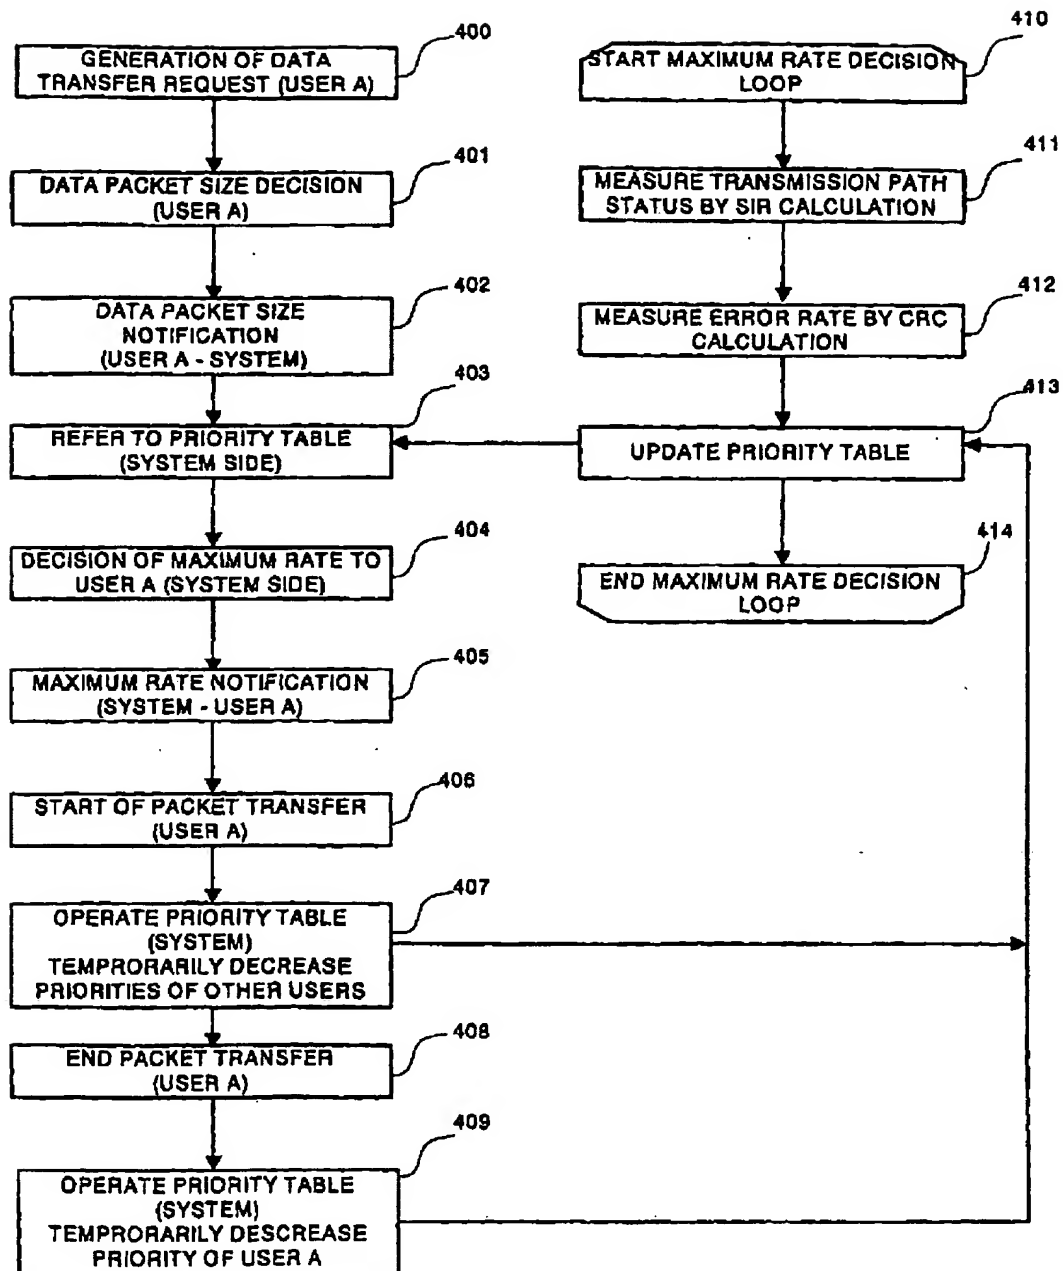 400
GENERATION OF DATA
TRANSFER REQUEST (USER A)
401
DATA PACKET SIZE DECISION
(USER A)
402
DATA PACKET SIZE
NOTIFICATION
(USER A - SYSTEM)
403
REFER TO PRIORITY TABLE
(SYSTEM SIDE)
404
DECISION OF MAXIMUM RATE TO
USER A (SYSTEM SIDE)
405
MAXIMUM RATE NOTIFICATION
(SYSTEM - USER A)
406
START OF PACKET TRANSFER
(USER A)
407
OPERATE PRIORITY TABLE
(SYSTEM)
TEMPRORARILY DECREASE
PRIORITIES OF OTHER USERS
408
END PACKET TRANSFER
(USER A)
409
OPERATE PRIORITY TABLE
(SYSTEM)
TEMPRORARILY DESCREASE
PRIORITY OF USER A
410
START MAXIMUM RATE DECISION
LOOP
411
MEASURE TRANSMISSION PATH
STATUS BY SIR CALCULATION
412
MEASURE ERROR RATE BY CRC
CALCULATION
413
UPDATE PRIORITY TABLE
414
END MAXIMUM RATE DECISION
LOOP